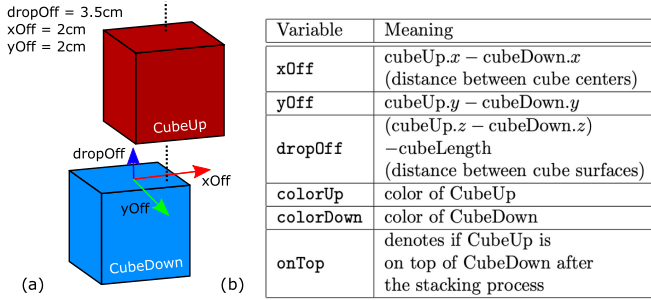 dropOff = 3.5cm
xOff = 2cm
yOff = 2cm
CubeUp
dropOff
xOff
yOff
CubeDown
(a)
(b)
Variable Meaning
xOff cubeUp.x − cubeDown.x
(distance between cube centers)
yOff cubeUp.y − cubeDown.y
dropOff (cubeUp.z − cubeDown.z)
−cubeLength
(distance between cube surfaces)
colorUp color of CubeUp
colorDown color of CubeDown
onTop denotes if CubeUp is
on top of CubeDown after
the stacking process